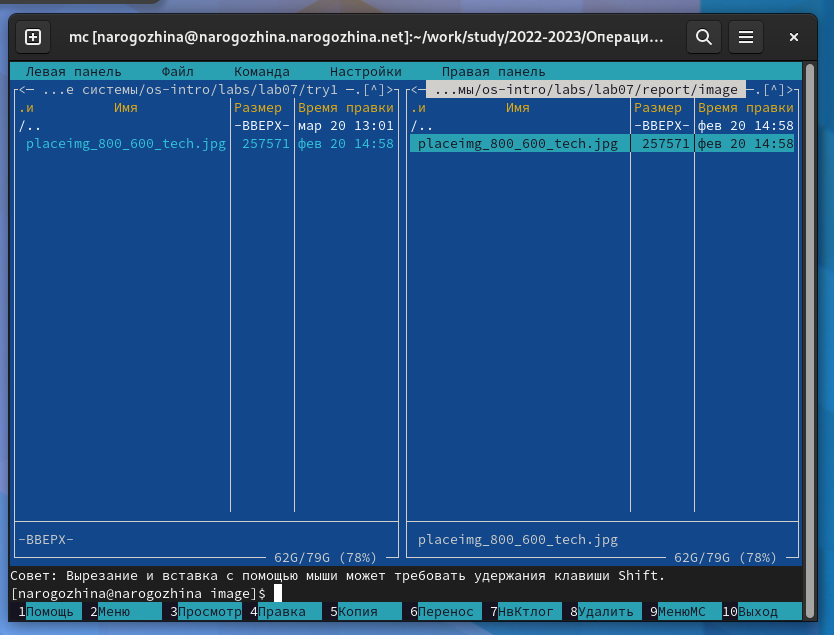 mc [narogozhina@narogozhina.narogozhina.net]:~/work/study/2022-2023/Операци…
Левая панель Файл Команда Настройки Правая панель
<─ ...е системы/os-intro/labs/lab07/try1 ─.[^]> <─ ...мы/os-intro/labs/lab07/report/image ─.[^]>
.и Имя Размер Время правки .и Имя Размер Время правки
/.. -ВВЕРХ- мар 20 13:01 /.. -ВВЕРХ- фев 20 14:58
placeimg_800_600_tech.jpg 257571 фев 20 14:58 placeimg_800_600_tech.jpg 257571 фев 20 14:58
-ВВЕРХ- placeimg_800_600_tech.jpg
62G/79G (78%) 62G/79G (78%)
Совет: Вырезание и вставка с помощью мыши может требовать удержания клавиши Shift.
[narogozhina@narogozhina image]$
1Помощь 2Меню 3Просмотр 4Правка 5Копия 6Перенос 7НвКтлог 8Удалить 9МенюМС 10Выход